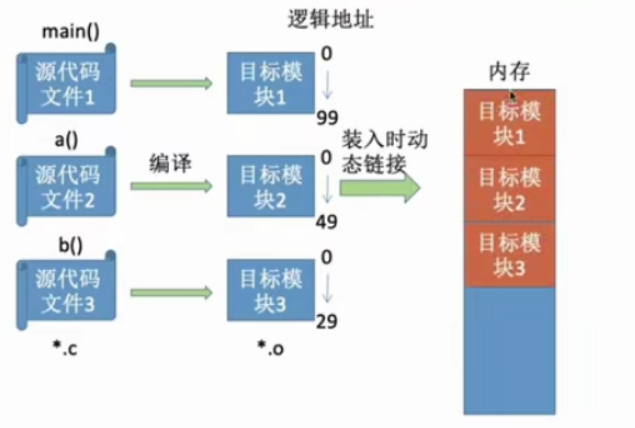 逻辑地址
main()
源代码
文件1
目标模
块1
0
99
内存
目标模
块1
a()
源代码
文件2
编译
目标模
块2
0
49
装入时动
态链接
目标模
块2
b()
源代码
文件3
目标模
块3
0
29
目标模
块3
*.c
*.o